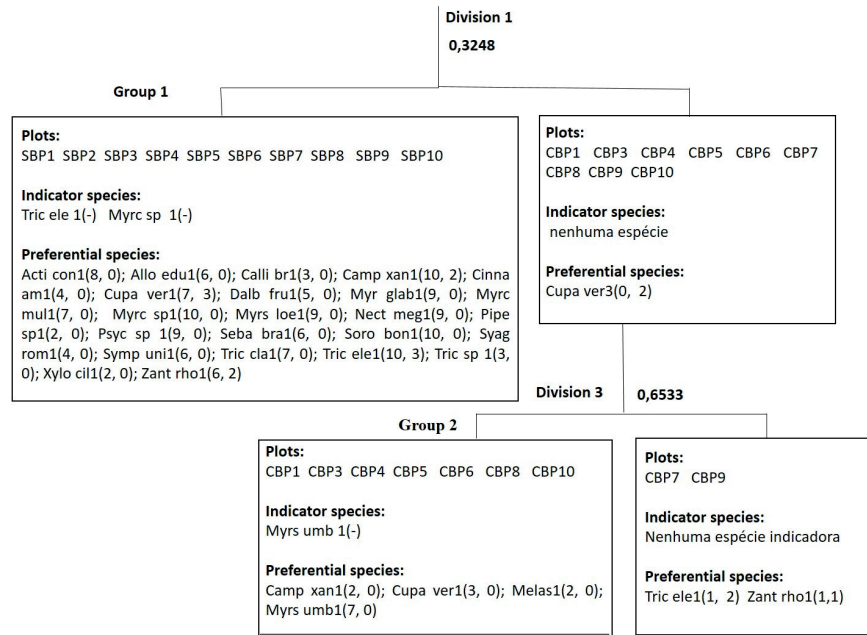 Division 1
0,3248
Group 1
Plots:
SBP1 SBP2 SBP3 SBP4 SBP5 SBP6 SBP7 SBP8 SBP9 SBP10
Indicator species:
Tric ele 1(-) Myrc sp 1(-)
Preferential species:
Acti con1(8, 0); Allo edu1(6, 0); Calli br1(3, 0); Camp xan1(10, 2); Cinna
am1(4, 0); Cupa ver1(7, 3); Dalb fru1(5, 0); Myr glab1(9, 0); Myrc
mul1(7, 0) Myrc sp1(10, 0); Myrs loe1(9, 0); Nect meg1(9, 0); Pipe
sp1(2, 0); Psyc sp 1(9, 0); Seba bra1(6, 0); Soro bon1(10, 0); Syag
rom1(4, 0); Symp uni1(6, 0); Tric cla1(7, 0); Tric ele1(10, 3); Tric sp 1(3,
0); Xylo cil1(2, 0); Zant rho1(6, 2)
Plots:
CBP1 CBP3 CBP4 CBP5 CBP6 CBP7
CBP8 CBP9 CBP10
Indicator species:
nenhuma espécie
Preferential species:
Cupa ver3(0, 2)
Division 3 0,6533
Group 2
Plots:
CBP1 CBP3 CBP4 CBP5 CBP6 CBP8 CBP10
Indicator species:
Myrs umb 1(-)
Preferential species:
Camp xan1(2, 0); Cupa ver1(3, 0); Melas1(2, 0);
Myrs umb1(7, 0)
Plots:
CBP7 CBP9
Indicator species:
Nenhuma espécie indicadora
Preferential species:
Tric ele1(1, 2) Zant rho1(1,1)